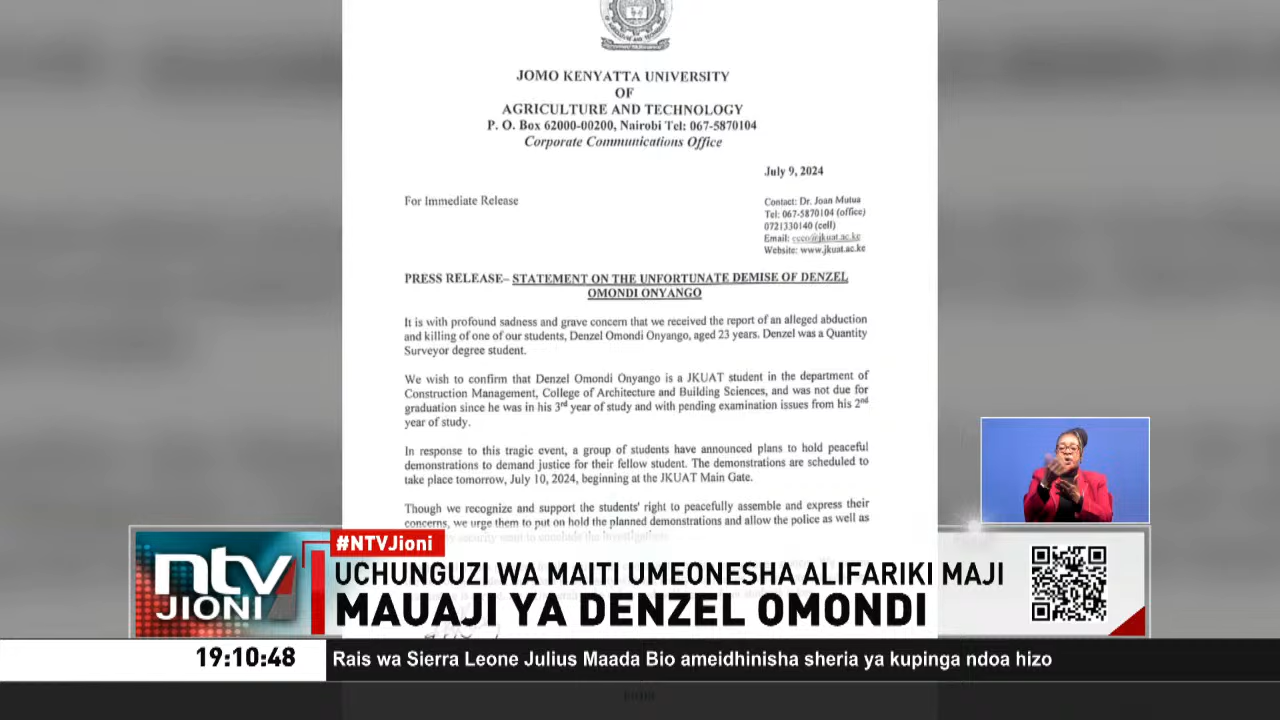 JOMO KENYATTA UNIVERSITY
OF
AGRICULTURE AND TECHNOLOGY
P. O. Box 62000-00200, Nairobi Tel: 067-5870104
Corporate Communications Office
July 9, 2024
For Immediate Release
Contact: Dr. Joan Mutua
Tel: 067-5870104 (office)
0721330140 (cell)
Email: ccco@jkuat.ac.ke
Website: www.jkuat.ac.ke
PRESS RELEASE– STATEMENT ON THE UNFORTUNATE DEMISE OF DENZEL
OMONDI ONYANGO
It is with profound sadness and grave concern that we received the report of an alleged abduction
and killing of one of our students, Denzel Omondi Onyango, aged 23 years. Denzel was a Quantity
Surveyor degree student.
We wish to confirm that Denzel Omondi Onyango is a JKUAT student in the department of
Construction Management, College of Architecture and Building Sciences, and was not due for
graduation since he was in his 3rd year of study and with pending examination issues from his 2nd
year of study.
In response to this tragic event, a group of students have announced plans to hold peaceful
demonstrations to demand justice for their fellow student. The demonstrations are scheduled to
take place tomorrow, July 10, 2024, beginning at the JKUAT Main Gate.
Though we recognize and support the students' right to peacefully assemble and express their
concerns, we urge them to put on hold the planned demonstrations and allow the police as well as
#NTVJioni
ntv
JIONI
UCHUNGUZI WA MAITI UMEONESHA ALIFARIKI MAJI
MAUAJI YA DENZEL OMONDI
19:10:48
Rais wa Sierra Leone Julius Maada Bio ameidhinisha sheria ya kupinga ndoa hizo